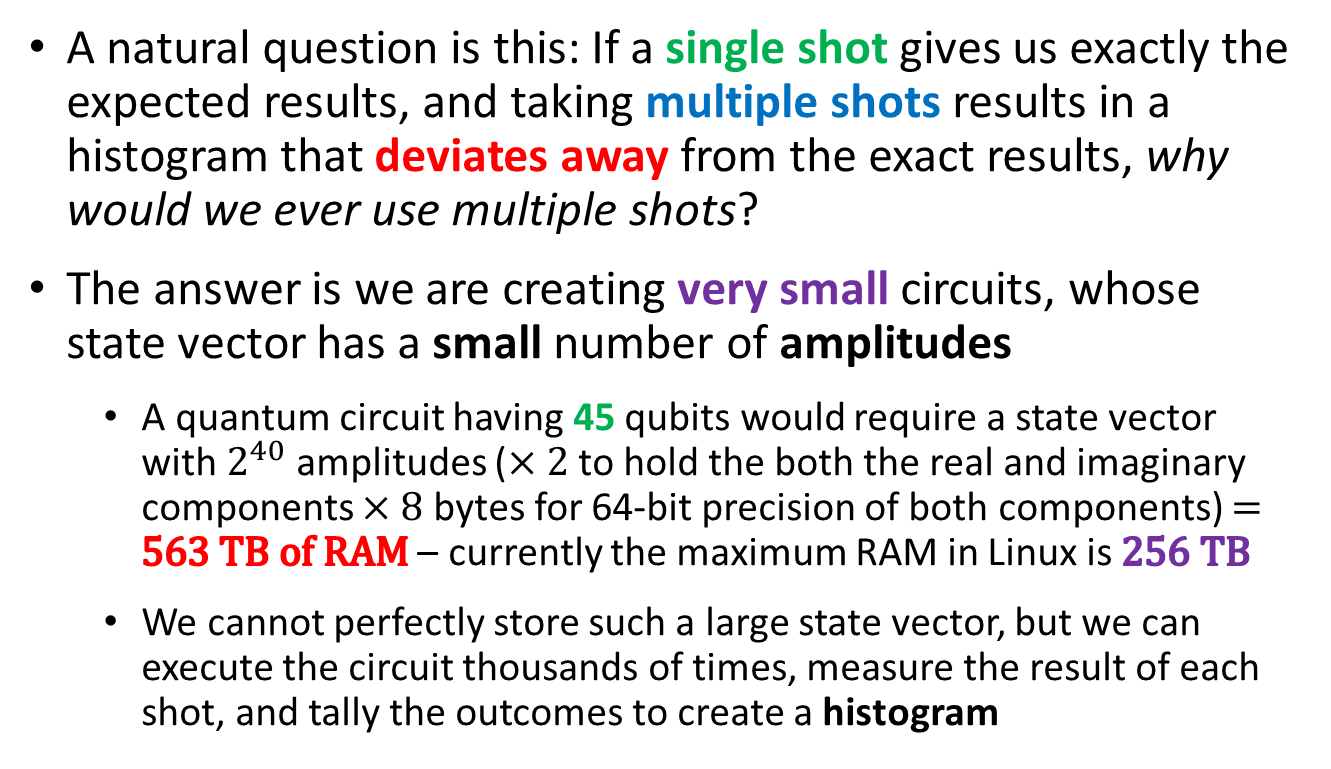 • A natural question is this: If a single shot gives us exactly the
expected results, and taking multiple shots results in a
histogram that deviates away from the exact results, why
would we ever use multiple shots?
• The answer is we are creating very small circuits, whose
state vector has a small number of amplitudes
• A quantum circuit having 45 qubits would require a state vector
with 2⁴⁰ amplitudes (× 2 to hold the both the real and imaginary
components × 8 bytes for 64-bit precision of both components) =
563 TB of RAM – currently the maximum RAM in Linux is 256 TB
• We cannot perfectly store such a large state vector, but we can
execute the circuit thousands of times, measure the result of each
shot, and tally the outcomes to create a histogram